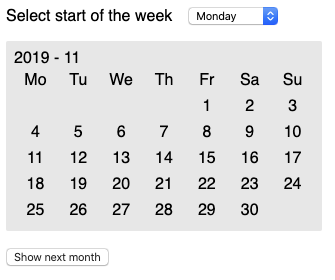 Select start of the week Monday
2019 - 11
Mo Tu We Th Fr Sa Su
1 2 3
4 5 6 7 8 9 10
11 12 13 14 15 16 17
18 19 20 21 22 23 24
25 26 27 28 29 30
Show next month